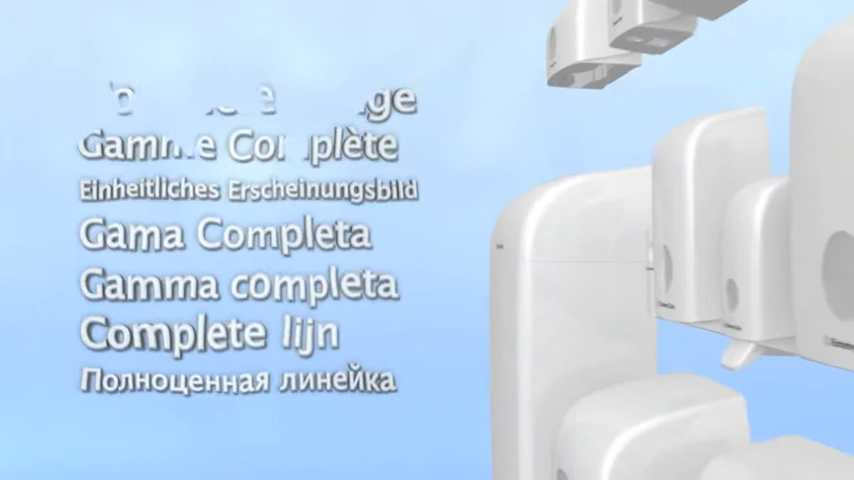 Gamme Complète
Einheitliches Erscheinungsbild
Gama Completa
Gamma completa
Complete lijn
Полноценная линейка